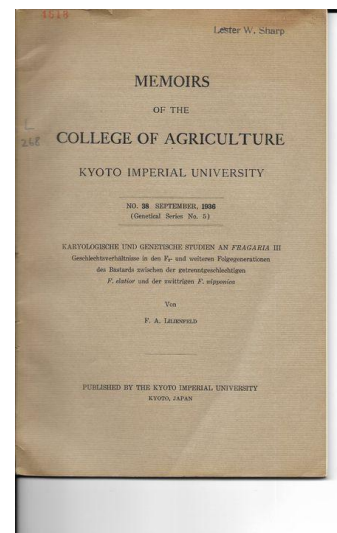 Lester W. Sharp
MEMOIRS
OF THE
COLLEGE OF AGRICULTURE
KYOTO IMPERIAL UNIVERSITY
NO. 38 SEPTEMBER, 1936
(Genetical Series No. 5)
KARYOLOGISCHE UND GENETISCHE STUDIEN AN FRAGARIA III
Geschlechtsverhältnisse in den F₁- und weiteren Folgegenerationen
des Bastards zwischen der getrenntgeschlechtigen
F. elatior und der zwittrigen F. nipponica
Von
F. A. LILIENFELD
PUBLISHED BY THE KYOTO IMPERIAL UNIVERSITY
KYOTO, JAPAN